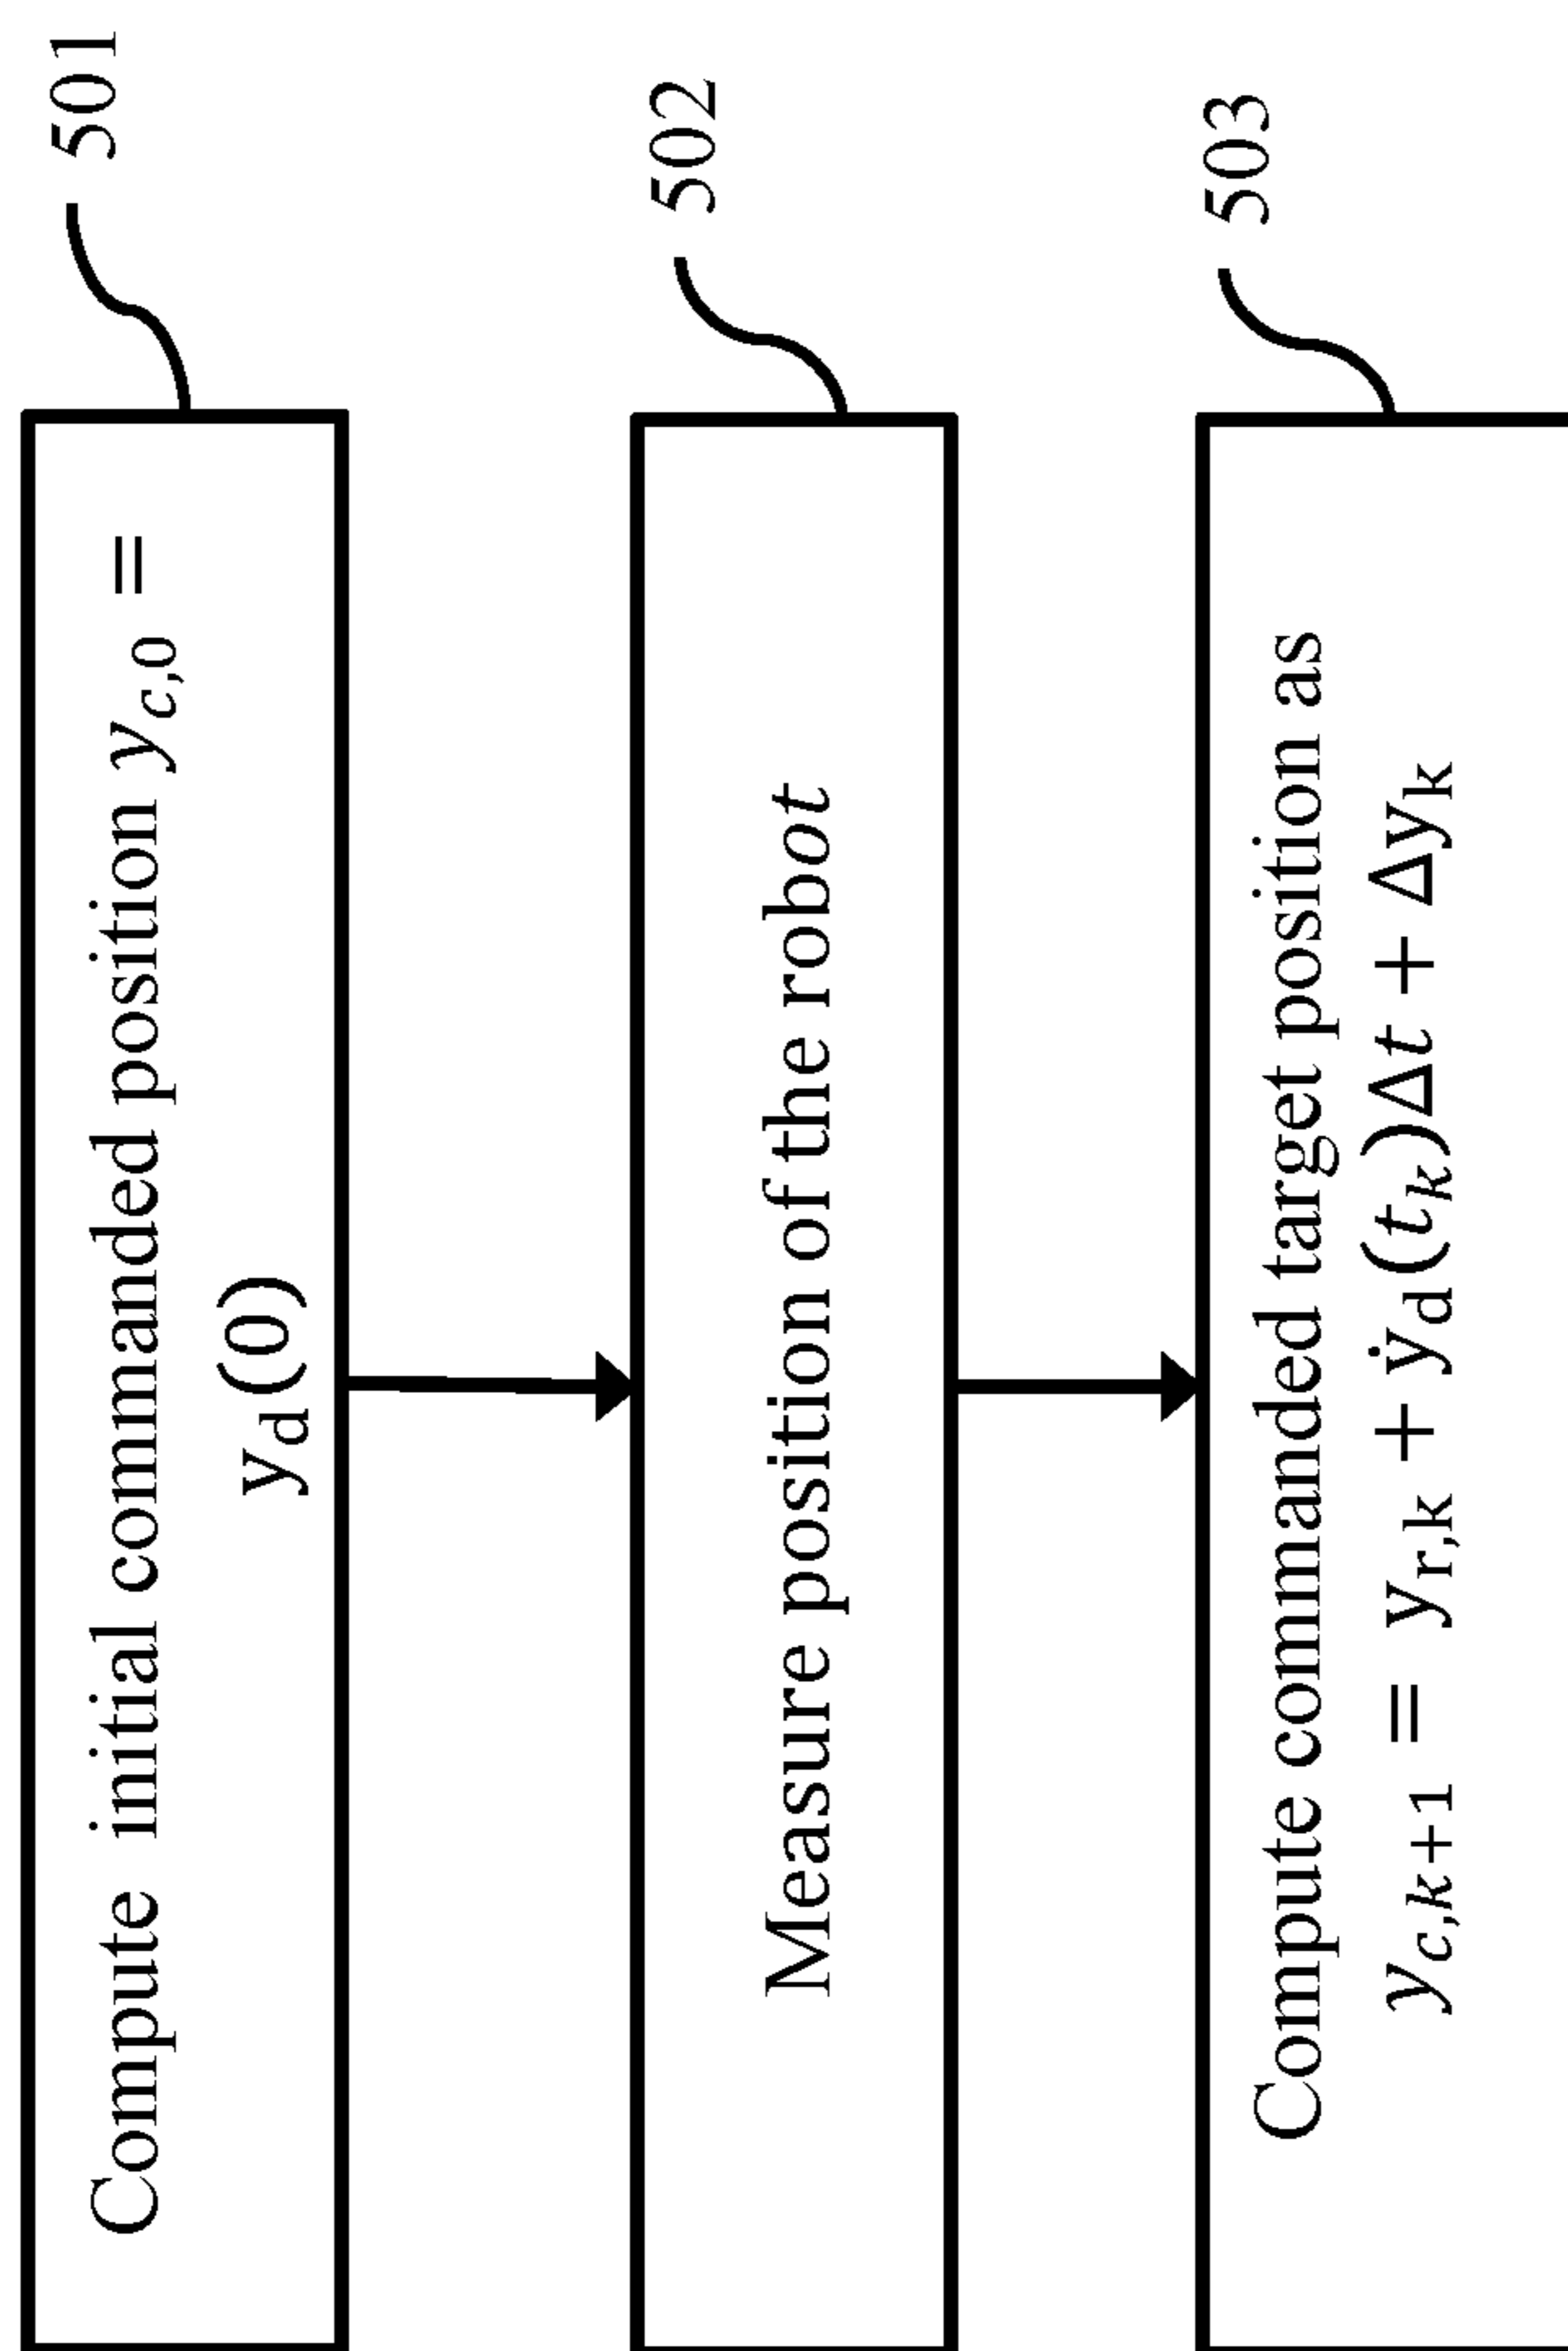 Compute initial commanded position y_{c,0} =
y_d(0)
501
Measure position of the robot
502
Compute commanded target position as
y_{c,k+1} = y_{r,k} + ẏ_d(t_k)Δt + Δy_k
503